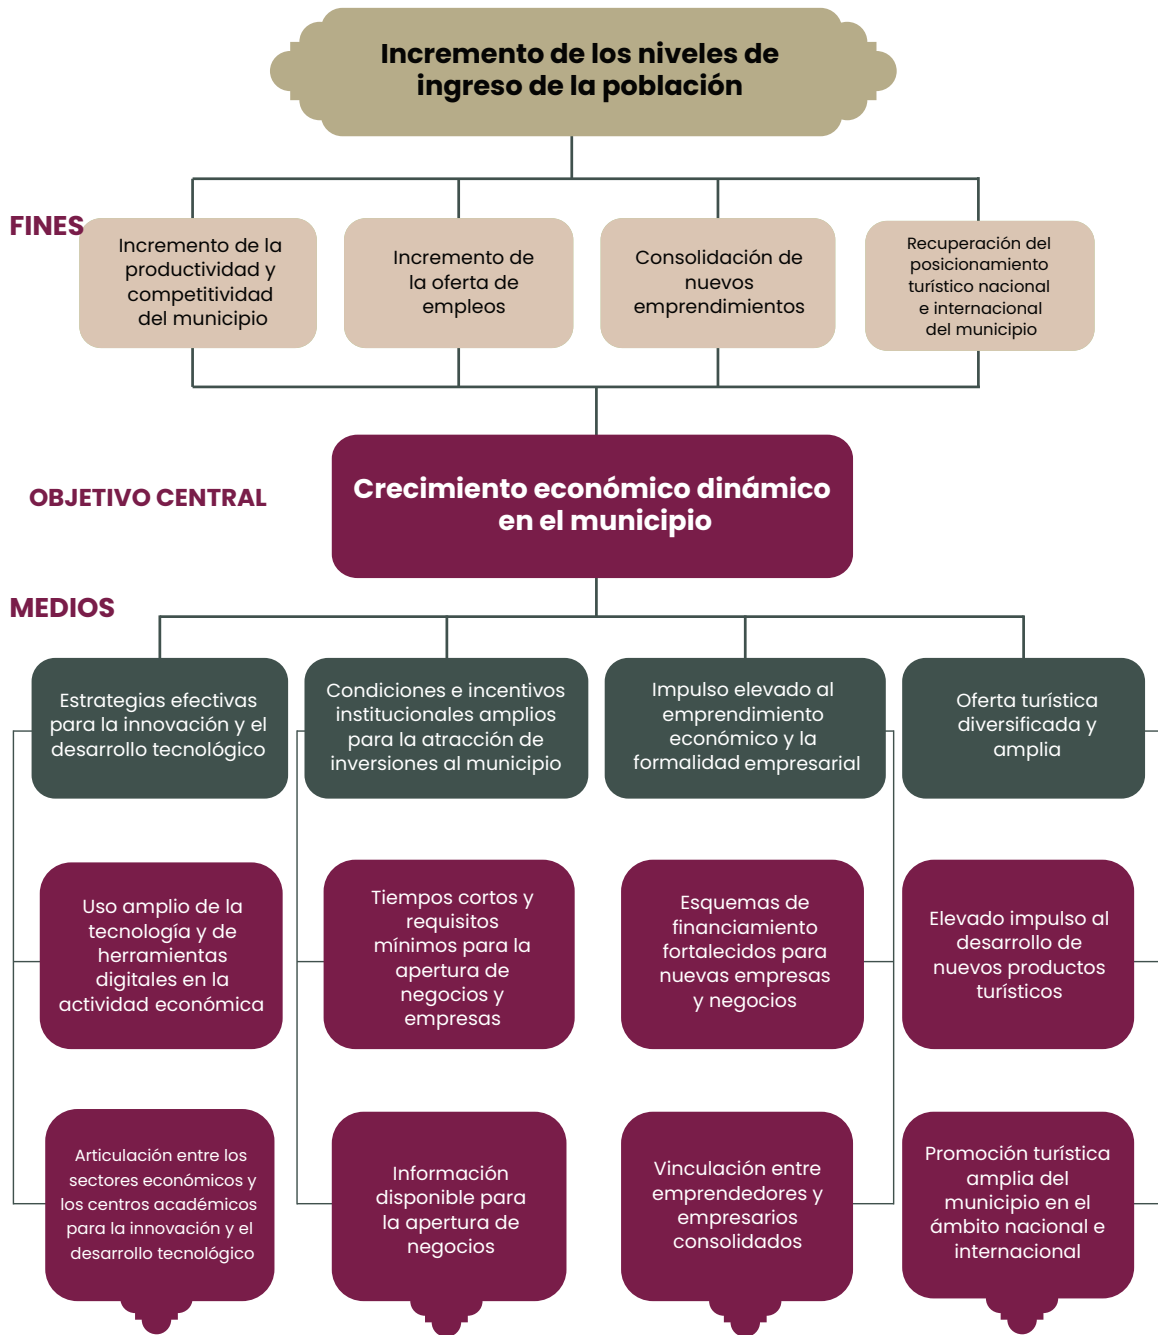 Incremento de los niveles de
ingreso de la población
FINES
Incremento de la
productividad y
competitividad
del municipio
Incremento de
la oferta de
empleos
Consolidación de
nuevos
emprendimientos
Recuperación del
posicionamiento
turístico nacional
e internacional
del municipio
OBJETIVO CENTRAL
Crecimiento económico dinámico
en el municipio
MEDIOS
Estrategias efectivas
para la innovación y el
desarrollo tecnológico
Condiciones e incentivos
institucionales amplios
para la atracción de
inversiones al municipio
Impulso elevado al
emprendimiento
económico y la
formalidad empresarial
Oferta turística
diversificada y
amplia
Uso amplio de la
tecnología y de
herramientas
digitales en la
actividad económica
Tiempos cortos y
requisitos
mínimos para la
apertura de
negocios y
empresas
Esquemas de
financiamiento
fortalecidos para
nuevas empresas
y negocios
Elevado impulso al
desarrollo de
nuevos productos
turísticos
Articulación entre los
sectores económicos y
los centros académicos
para la innovación y el
desarrollo tecnológico
Información
disponible para
la apertura de
negocios
Vinculación entre
emprendedores y
empresarios
consolidados
Promoción turística
amplia del
municipio en el
ámbito nacional e
internacional